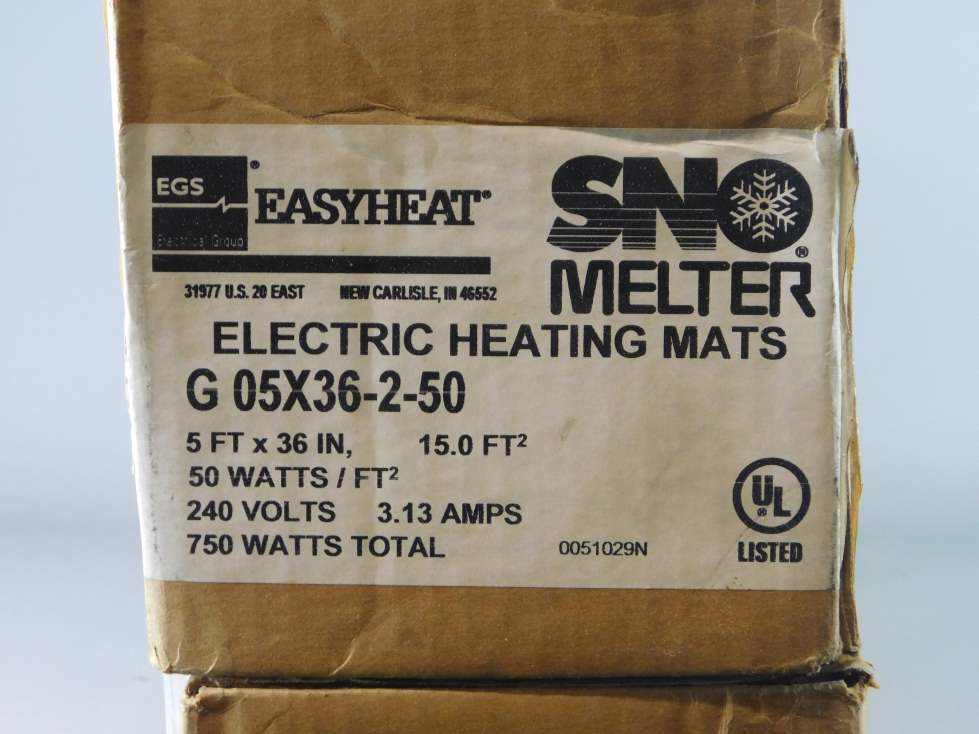 EGS
Electrical Group
® EASYHEAT®
31977 U.S. 20 EAST NEW CARLISLE, IN 46552
SNO
MELTER®
ELECTRIC HEATING MATS
G 05X36-2-50
5 FT x 36 IN, 15.0 FT²
50 WATTS / FT²
240 VOLTS 3.13 AMPS
750 WATTS TOTAL
0051029N
UL®
LISTED